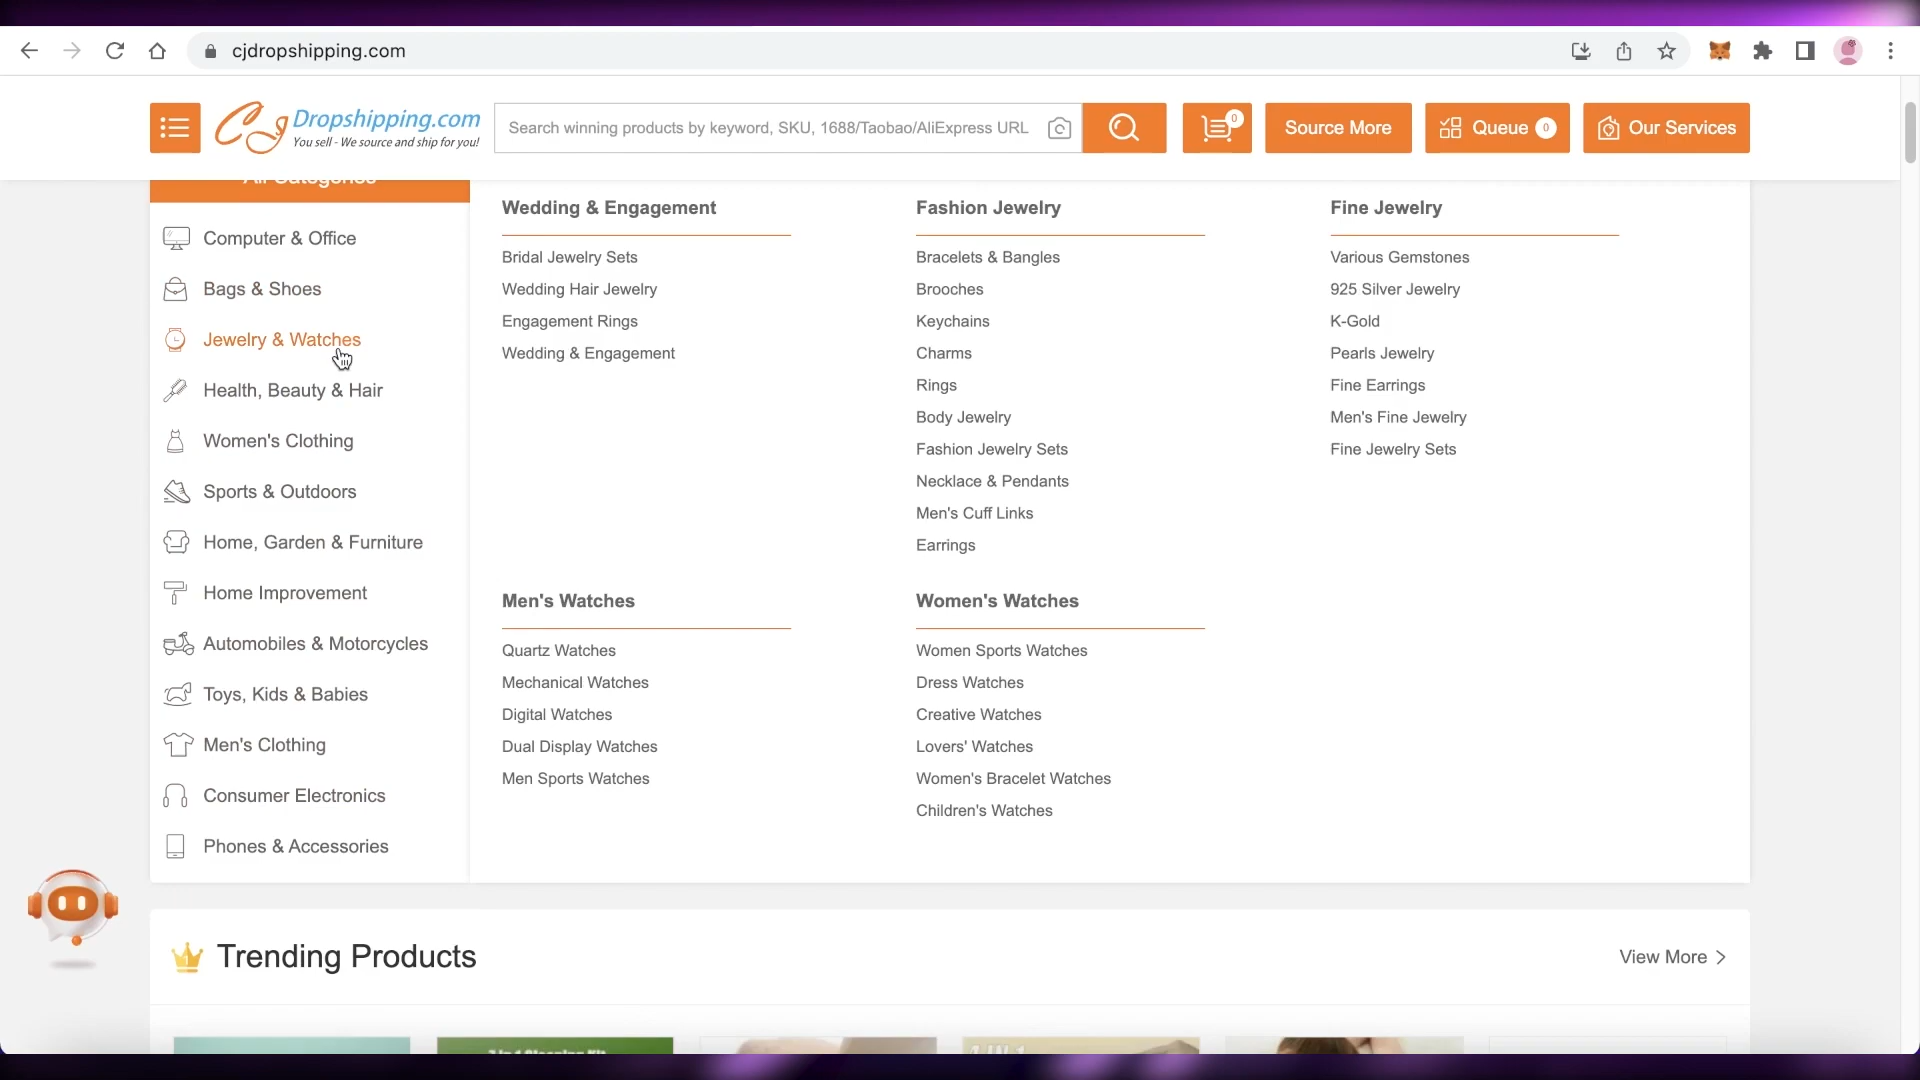 cjdropshipping.com
CJ Dropshipping.com
You sell - We source and ship for you!
Search winning products by keyword, SKU, 1688/Taobao/AliExpress URL
0
Source More
Queue 0
Our Services
All Categories
Computer & Office
Bags & Shoes
Jewelry & Watches
Health, Beauty & Hair
Women's Clothing
Sports & Outdoors
Home, Garden & Furniture
Home Improvement
Automobiles & Motorcycles
Toys, Kids & Babies
Men's Clothing
Consumer Electronics
Phones & Accessories
Wedding & Engagement
Bridal Jewelry Sets
Wedding Hair Jewelry
Engagement Rings
Wedding & Engagement
Fashion Jewelry
Bracelets & Bangles
Brooches
Keychains
Charms
Rings
Body Jewelry
Fashion Jewelry Sets
Necklace & Pendants
Men's Cuff Links
Earrings
Fine Jewelry
Various Gemstones
925 Silver Jewelry
K-Gold
Pearls Jewelry
Fine Earrings
Men's Fine Jewelry
Fine Jewelry Sets
Men's Watches
Quartz Watches
Mechanical Watches
Digital Watches
Dual Display Watches
Men Sports Watches
Women's Watches
Women Sports Watches
Dress Watches
Creative Watches
Lovers' Watches
Women's Bracelet Watches
Children's Watches
Trending Products
View More